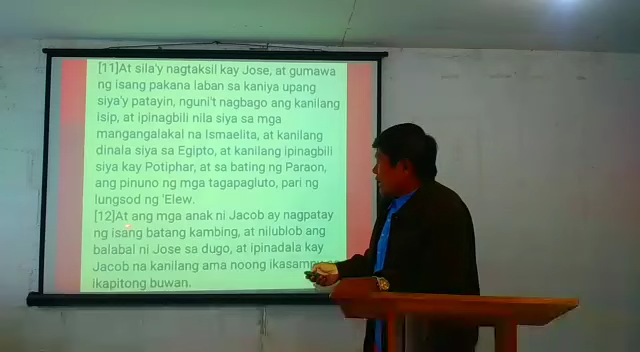 [11]At sila'y nagtaksil kay Jose, at gumawa
ng isang pakana laban sa kaniya upang
siya'y patayin, nguni't nagbago ang kanilang
isip, at ipinagbili nila siya sa mga
mangangalakal na Ismaelita, at kanilang
dinala siya sa Egipto, at kanilang ipinagbili
siya kay Potiphar, at sa bating ng Paraon,
ang pinuno ng mga tagapagluto, pari ng
lungsod ng 'Elew.
[12]At ang mga anak ni Jacob ay nagpatay
ng isang batang kambing, at nilublob ang
balabal ni Jose sa dugo, at ipinadala kay
Jacob na kanilang ama noong
ikapitong buwan.